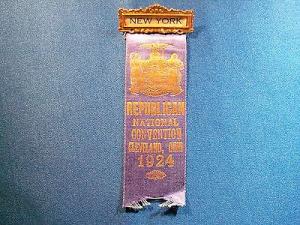 NEW YORK
REPUBLICAN
NATIONAL
CONVENTION
CLEVELAND, OHIO
1924